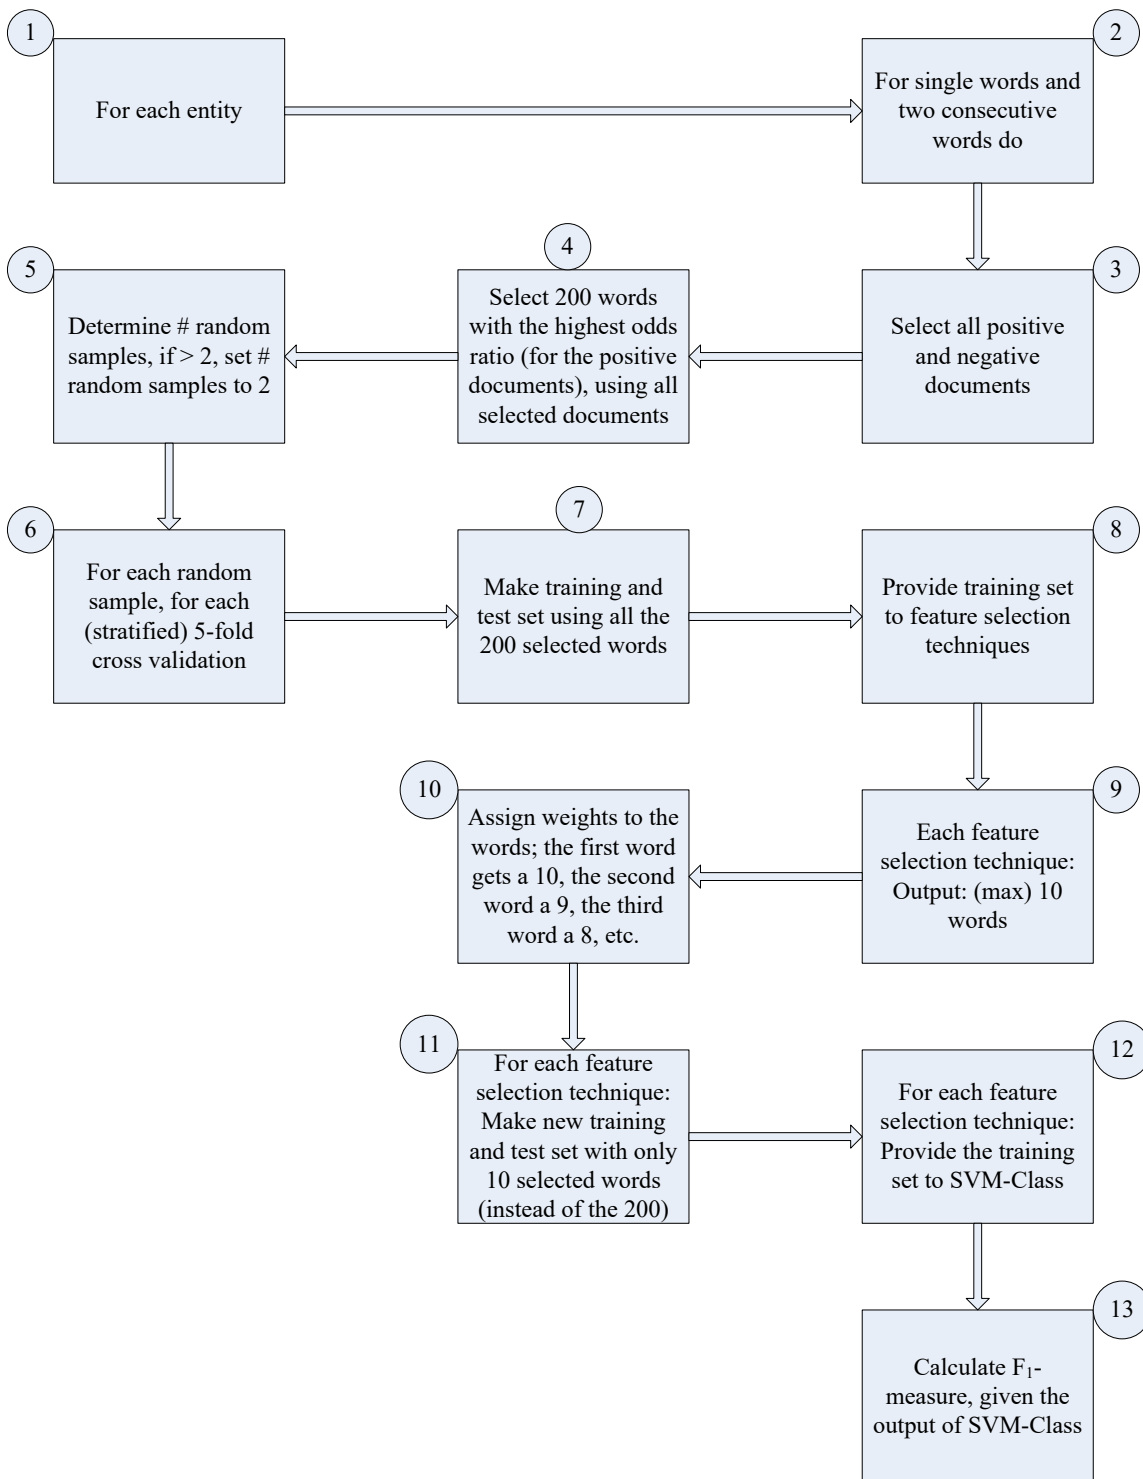 1
For each entity
2
For single words and
two consecutive
words do
3
Select all positive
and negative
documents
4
Select 200 words
with the highest odds
ratio (for the positive
documents), using all
selected documents
5
Determine # random
samples, if > 2, set #
random samples to 2
6
For each random
sample, for each
(stratified) 5-fold
cross validation
7
Make training and
test set using all the
200 selected words
8
Provide training set
to feature selection
techniques
9
Each feature
selection technique:
Output: (max) 10
words
10
Assign weights to the
words; the first word
gets a 10, the second
word a 9, the third
word a 8, etc.
11
For each feature
selection technique:
Make new training
and test set with only
10 selected words
(instead of the 200)
12
For each feature
selection technique:
Provide the training
set to SVM-Class
13
Calculate F₁-
measure, given the
output of SVM-Class